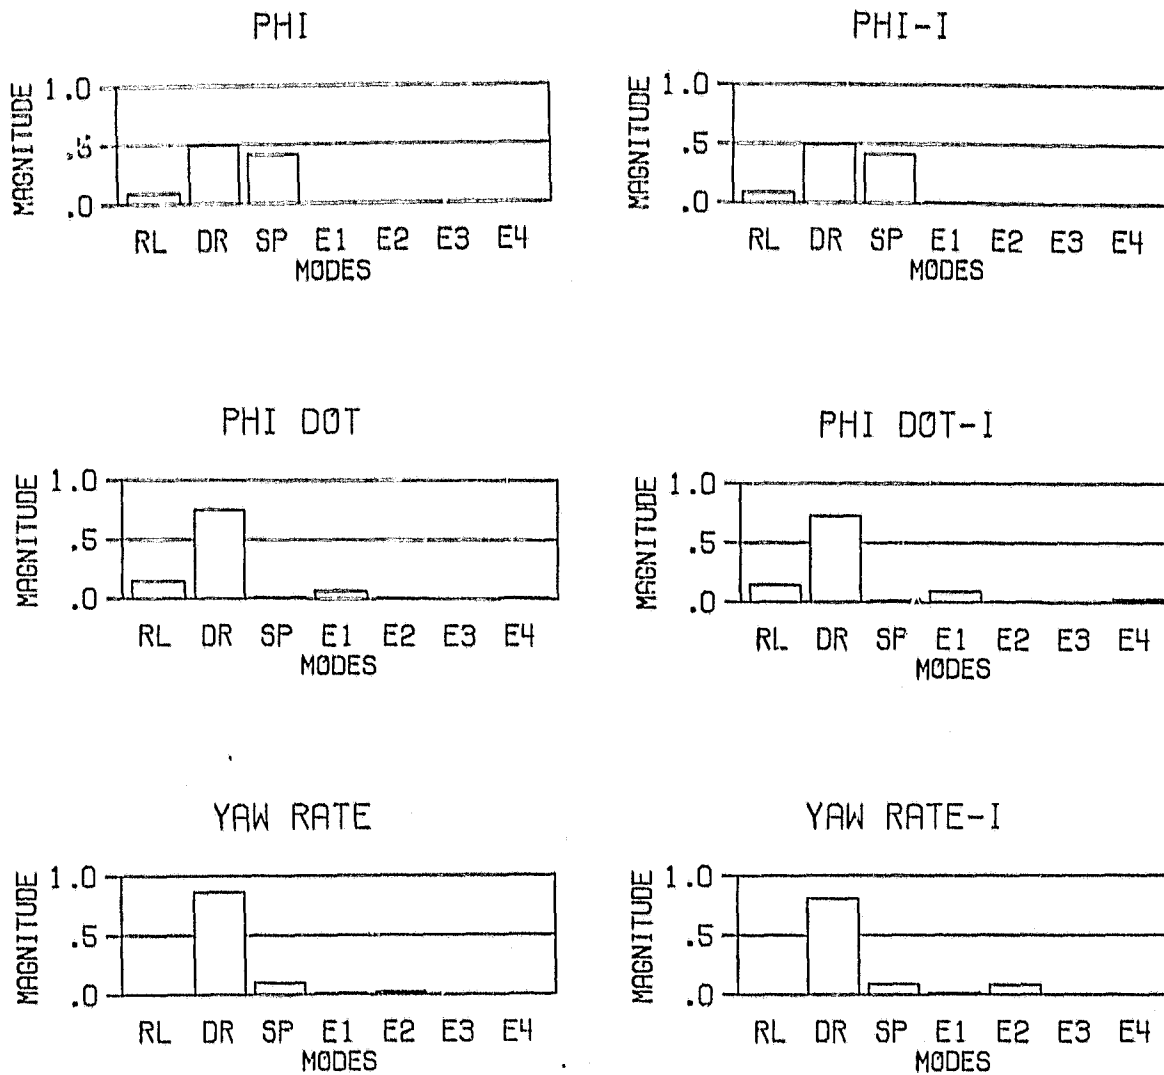 PHI
MAGNITUDE
1.0
.5
.0
RL DR SP E1 E2 E3 E4
MODES
PHI-I
MAGNITUDE
1.0
.5
.0
RL DR SP E1 E2 E3 E4
MODES
PHI DOT
MAGNITUDE
1.0
.5
.0
RL DR SP E1 E2 E3 E4
MODES
PHI DOT-I
MAGNITUDE
1.0
.5
.0
RL DR SP E1 E2 E3 E4
MODES
YAW RATE
MAGNITUDE
1.0
.5
.0
RL DR SP E1 E2 E3 E4
MODES
YAW RATE-I
MAGNITUDE
1.0
.5
.0
RL DR SP E1 E2 E3 E4
MODES